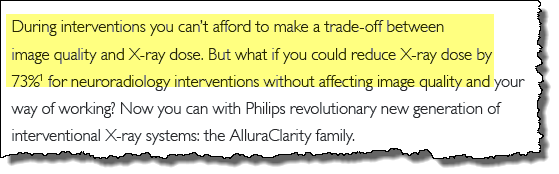 During interventions you can't afford to make a trade-off between
image quality and X-ray dose. But what if you could reduce X-ray dose by
73%¹ for neuroradiology interventions without affecting image quality and your
way of working? Now you can with Philips revolutionary new generation of
interventional X-ray systems: the AlluraClarity family.